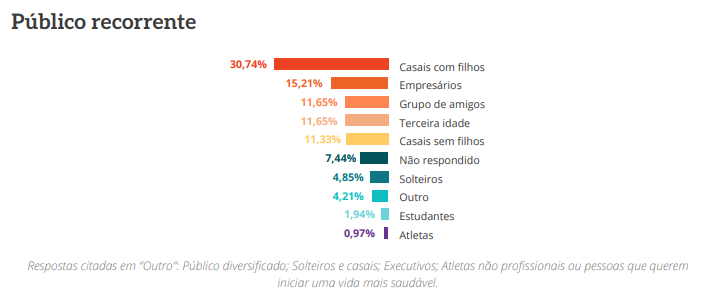 Público recorrente
30,74% Casais com filhos
15,21% Empresários
11,65% Grupo de amigos
11,65% Terceira idade
11,33% Casais sem filhos
7,44% Não respondido
4,85% Solteiros
4,21% Outro
1,94% Estudantes
0,97% Atletas
Respostas citadas em “Outro”: Público diversificado; Solteiros e casais; Executivos; Atletas não profissionais ou pessoas que querem
iniciar uma vida mais saudável.